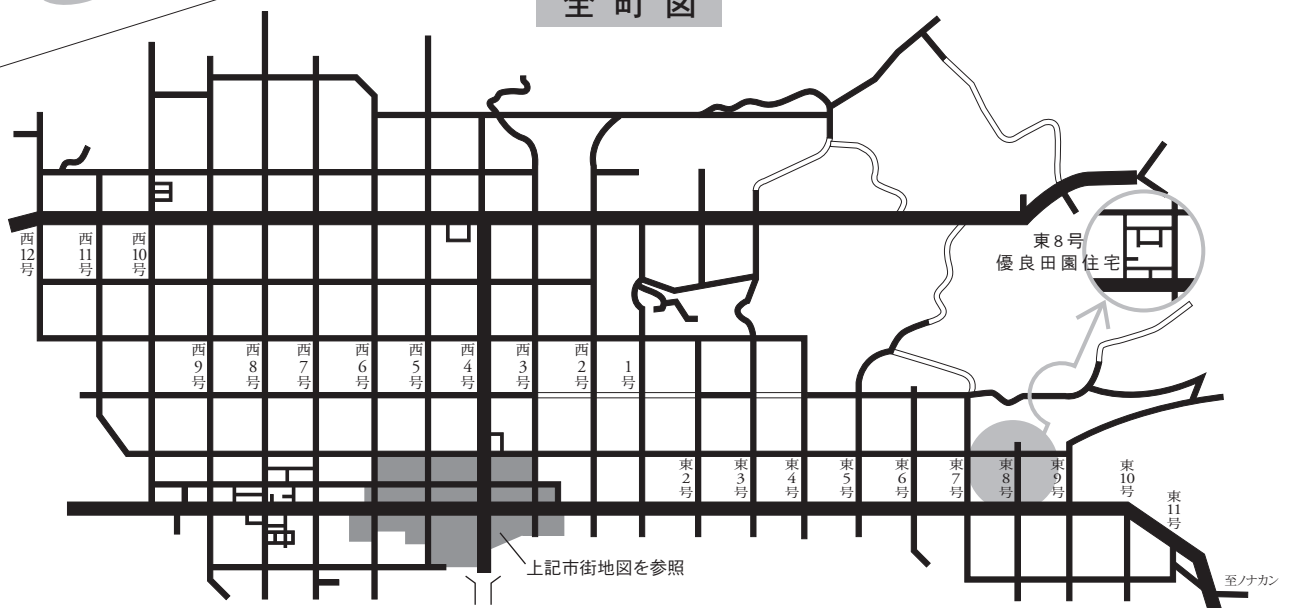 全町図
西12号
西11号
西10号
東8号
優良田園住宅
西9号
西8号
西7号
西6号
西5号
西4号
西3号
西2号
1号
東2号
東3号
東4号
東5号
東6号
東7号
東8号
東9号
東10号
東11号
上記市街地図を参照
至ノナカン